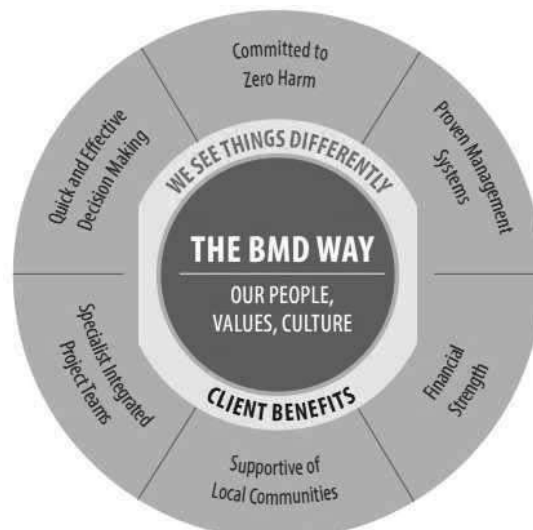 Committed to
Zero Harm
Proven Management
Systems
Financial
Strength
Supportive of
Local Communities
Specialist Integrated
Project Teams
Quick and Effective
Decision Making
WE SEE THINGS DIFFERENTLY
THE BMD WAY
OUR PEOPLE,
VALUES, CULTURE
CLIENT BENEFITS